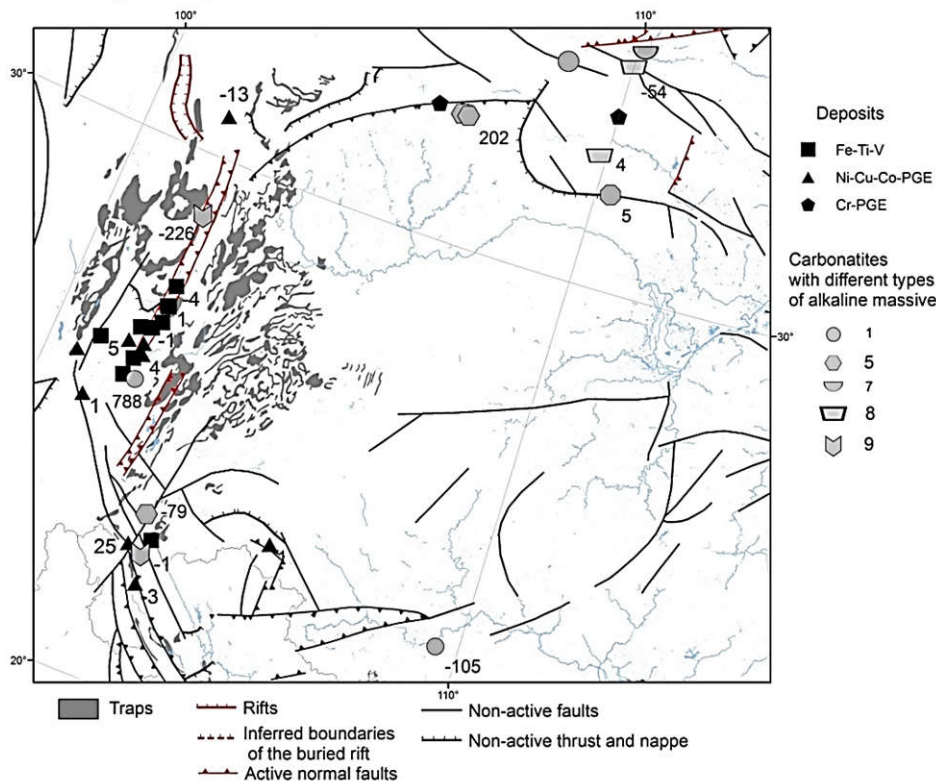 100°
110°
30°
-13
-54
202
4
5
-226
-4
1
-1
5
4
788
1
30°
-79
25
-1
1
-3
20°
-105
110°
Deposits
Fe-Ti-V
Ni-Cu-Co-PGE
Cr-PGE
Carbonatites
with different types
of alkaline massive
1
5
7
8
9
Traps
Rifts
Inferred boundaries
of the buried rift
Active normal faults
Non-active faults
Non-active thrust and nappe